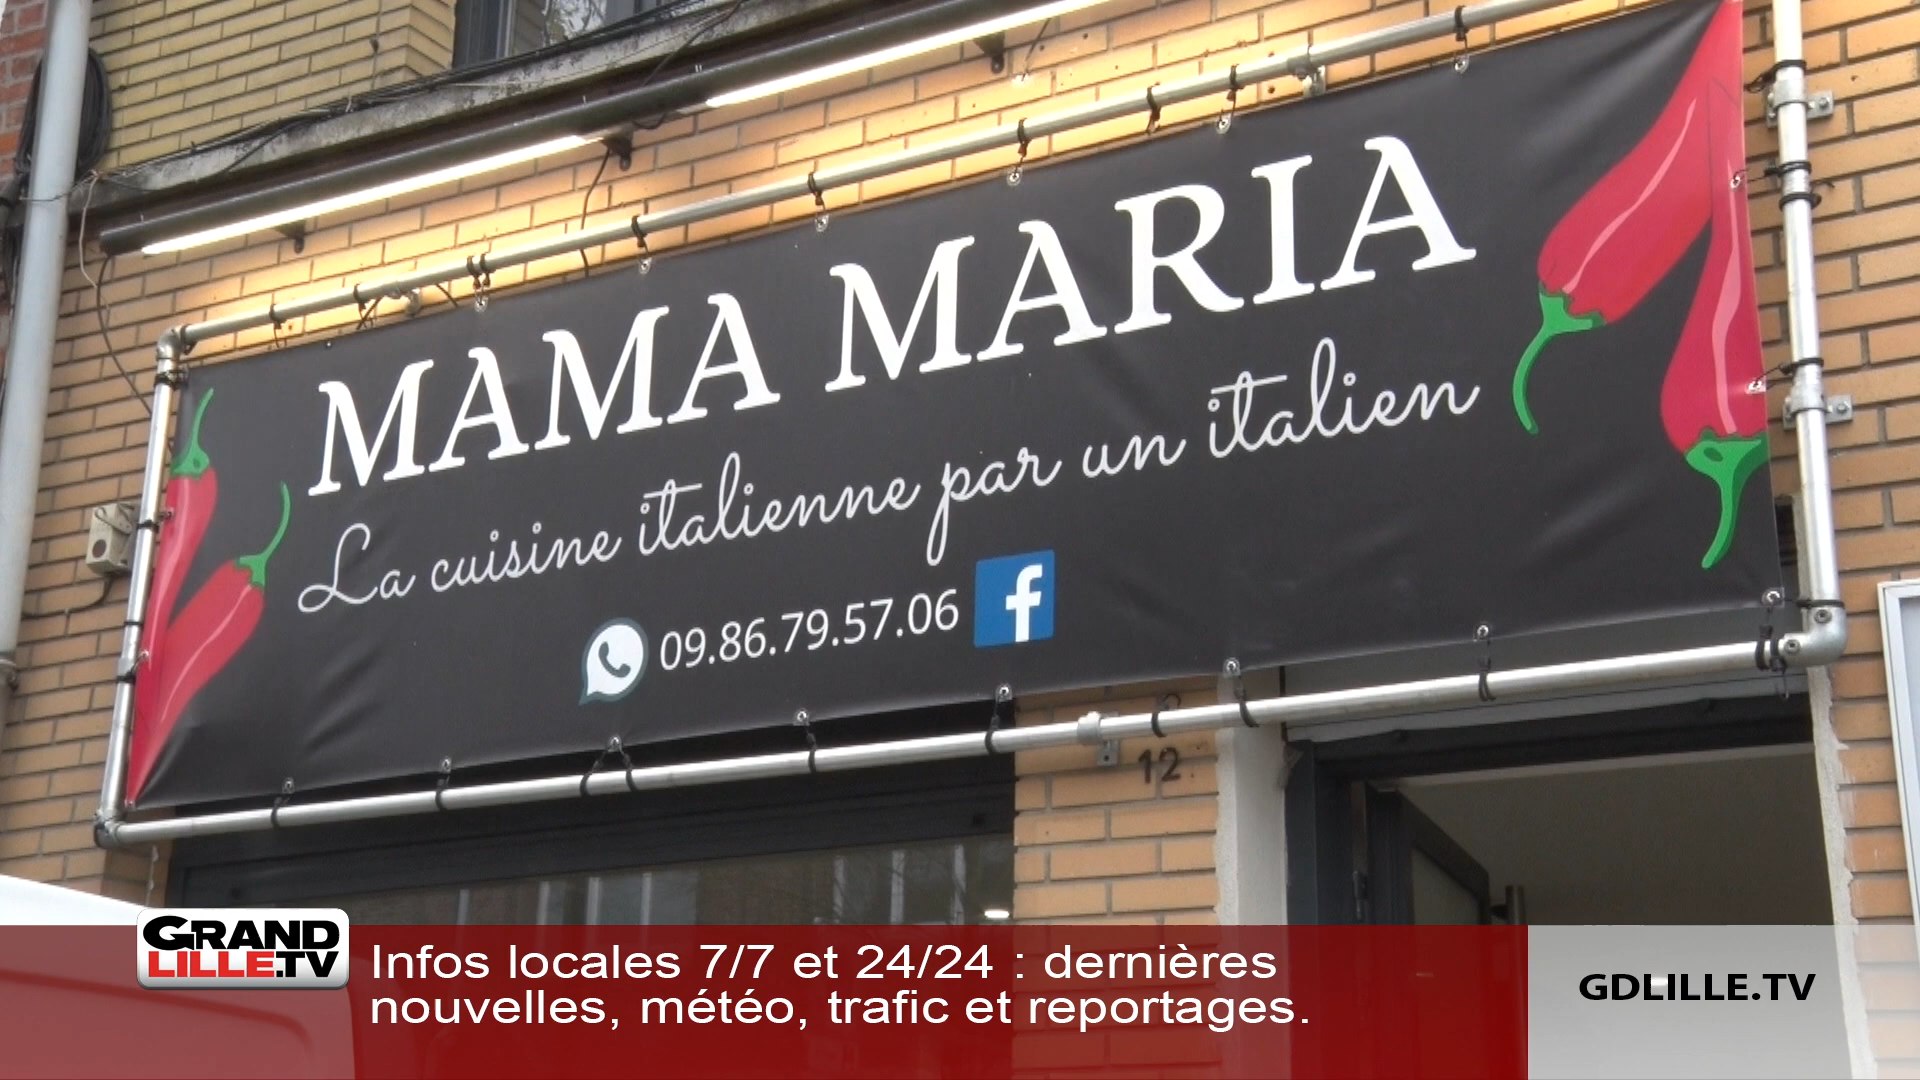 MAMA MARIA
La cuisine italienne par un italien
09.86.79.57.06 f
12
GRAND
LILLE.TV
Infos locales 7/7 et 24/24 : dernières
nouvelles, météo, trafic et reportages.
GDLILLE.TV